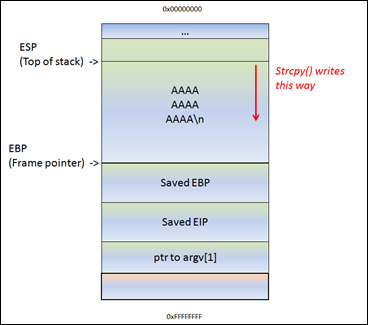 0x00000000
...
ESP
(Top of stack) ->
Strcpy() writes
this way
AAAA
AAAA
AAAA\n
EBP
(Frame pointer) ->
Saved EBP
Saved EIP
ptr to argv[1]
0xFFFFFFFF